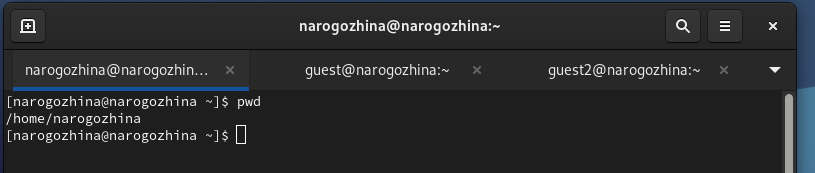 narogozhina@narogozhina:~
narogozhina@narogozhin... guest@narogozhina:~ guest2@narogozhina:~
[narogozhina@narogozhina ~]$ pwd
/home/narogozhina
[narogozhina@narogozhina ~]$